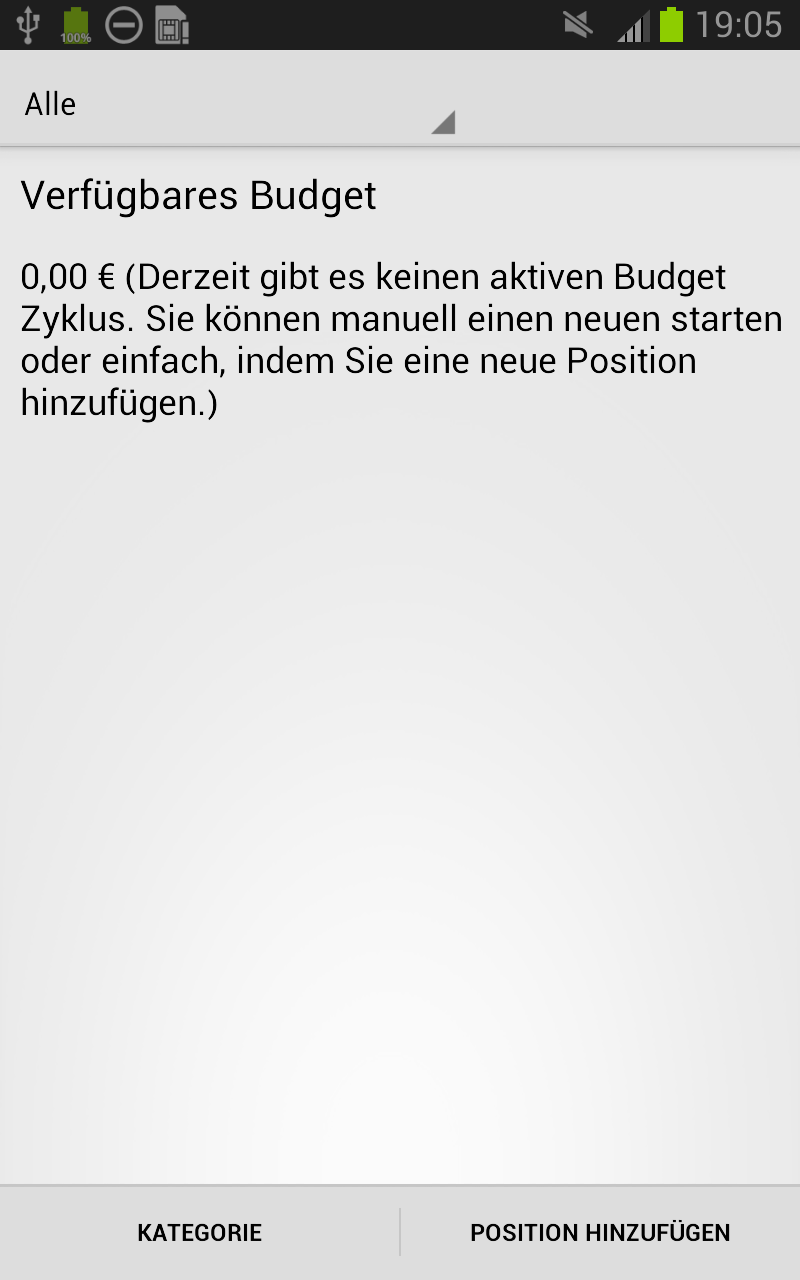 100%
19:05
Alle
Verfügbares Budget
0,00 € (Derzeit gibt es keinen aktiven Budget
Zyklus. Sie können manuell einen neuen starten
oder einfach, indem Sie eine neue Position
hinzufügen.)
KATEGORIE
POSITION HINZUFÜGEN